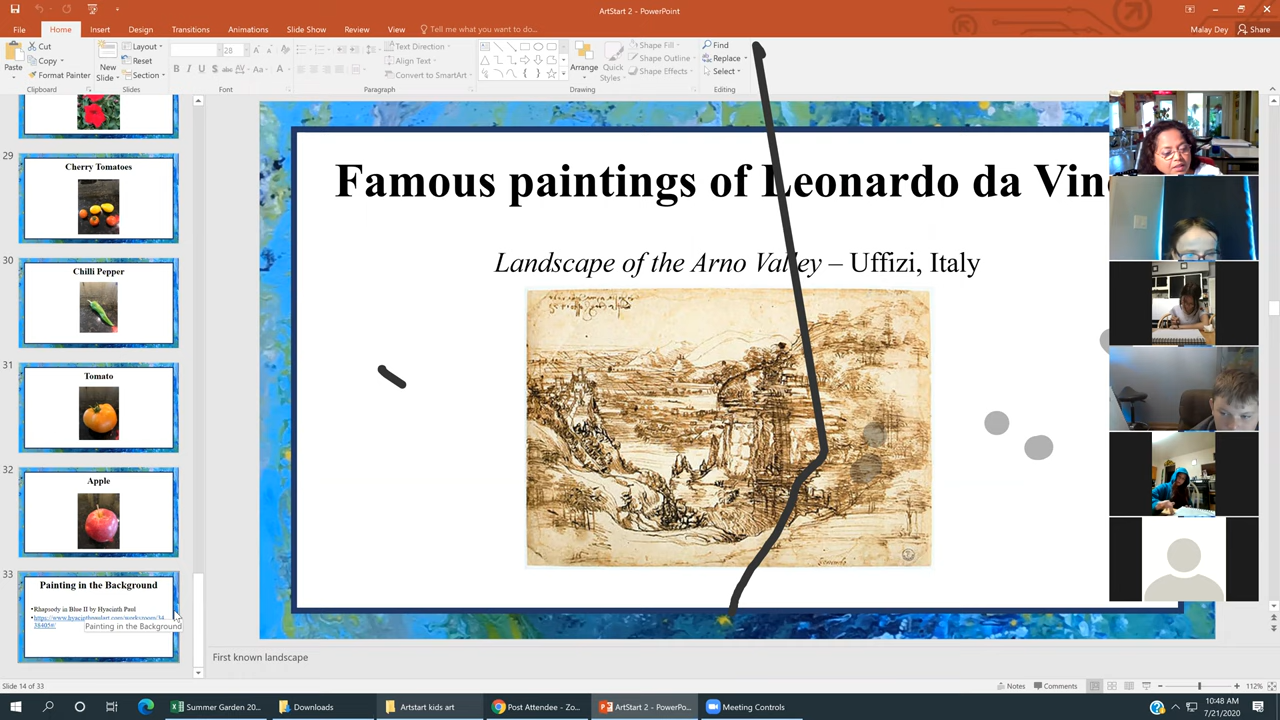 ArtStart 2 - PowerPoint
File
Home
Insert
Design
Transitions
Animations
Slide Show
Review
View
Tell me what you want to do...
Malay Dey
Share
Paste
Cut
Copy
Format Painter
Clipboard
New
Slide
Layout
Reset
Section
Slides
28
Font
Text Direction
Align Text
Convert to SmartArt
Paragraph
Arrange
Quick
Styles
Shape Fill
Shape Outline
Shape Effects
Drawing
Find
Replace
Select
Editing
29
Cherry Tomatoes
30
Chilli Pepper
31
Tomato
32
Apple
33
Painting in the Background
•Rhapsody in Blue II by Hyacinth Paul
Painting in the Background
Famous paintings of Leonardo da Vin
Landscape of the Arno Valley – Uffizi, Italy
First known landscape
Slide 14 of 33
Notes
Comments
112%
Summer Garden 20...
Downloads
Artstart kids art
Post Attendee - Zo...
ArtStart 2 - PowerPo...
Meeting Controls
10:48 AM
7/21/2020